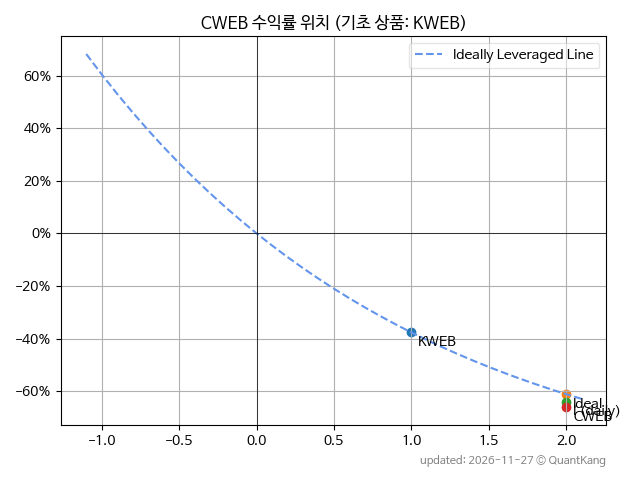 CWEB 수익률 위치 (기초 상품: KWEB)
Ideally Leveraged Line
60%
40%
20%
0%
−20%
−40%
−60%
KWEB
Ideal
(daily)
CWEB
−1.0 −0.5 0.0 0.5 1.0 1.5 2.0
updated: 2026-11-27 © QuantKang